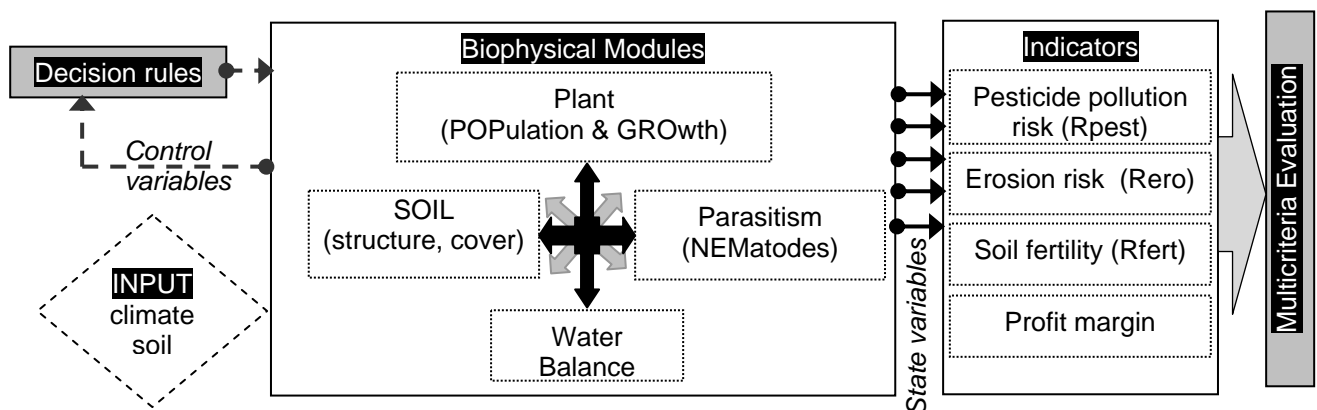 Decision rules
Control
variables
INPUT
climate
soil
Biophysical Modules
Plant
(POPulation & GROwth)
SOIL
(structure, cover)
Parasitism
(NEMatodes)
Water
Balance
State variables
Indicators
Pesticide pollution
risk (Rpest)
Erosion risk (Rero)
Soil fertility (Rfert)
Profit margin
Multicriteria Evaluation